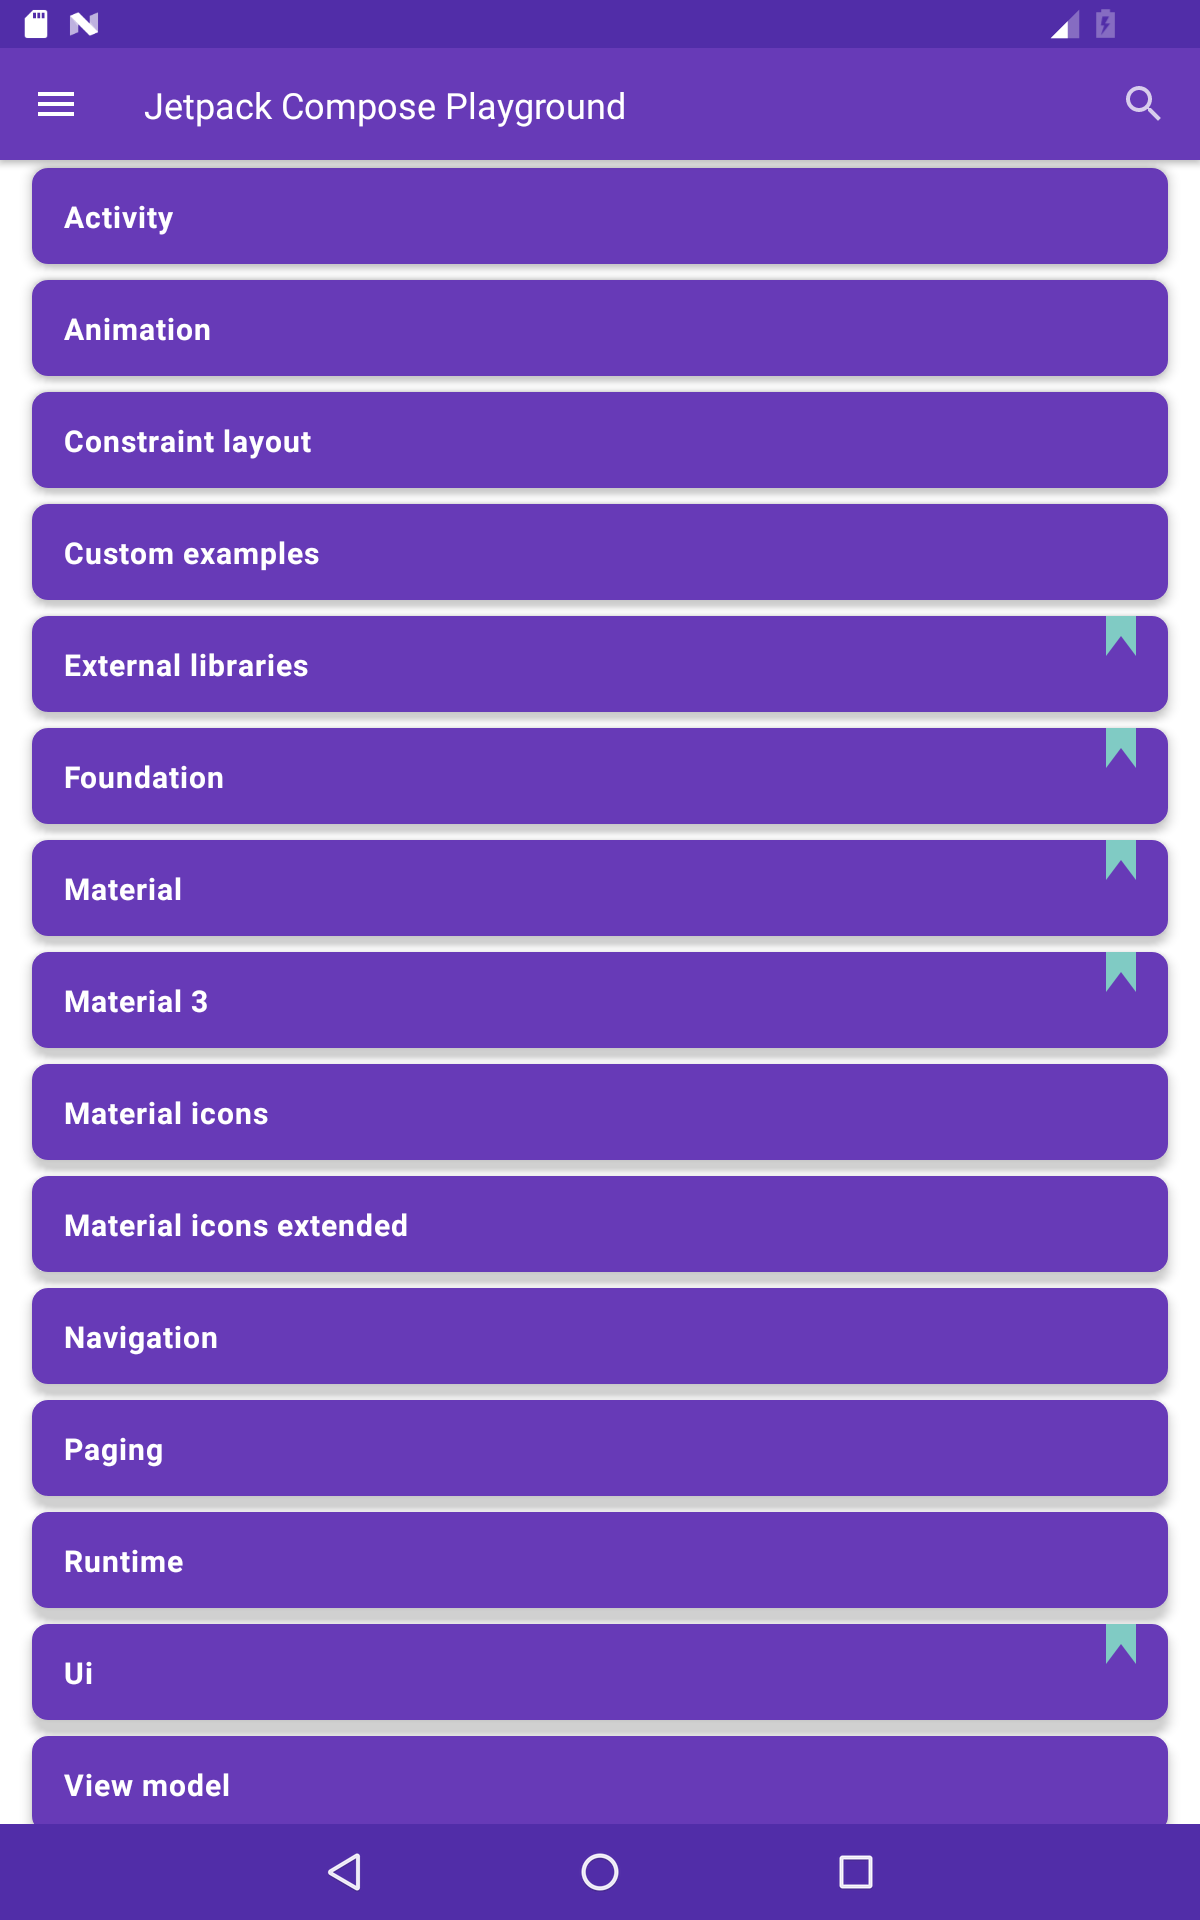 Jetpack Compose Playground
Activity
Animation
Constraint layout
Custom examples
External libraries
Foundation
Material
Material 3
Material icons
Material icons extended
Navigation
Paging
Runtime
Ui
View model